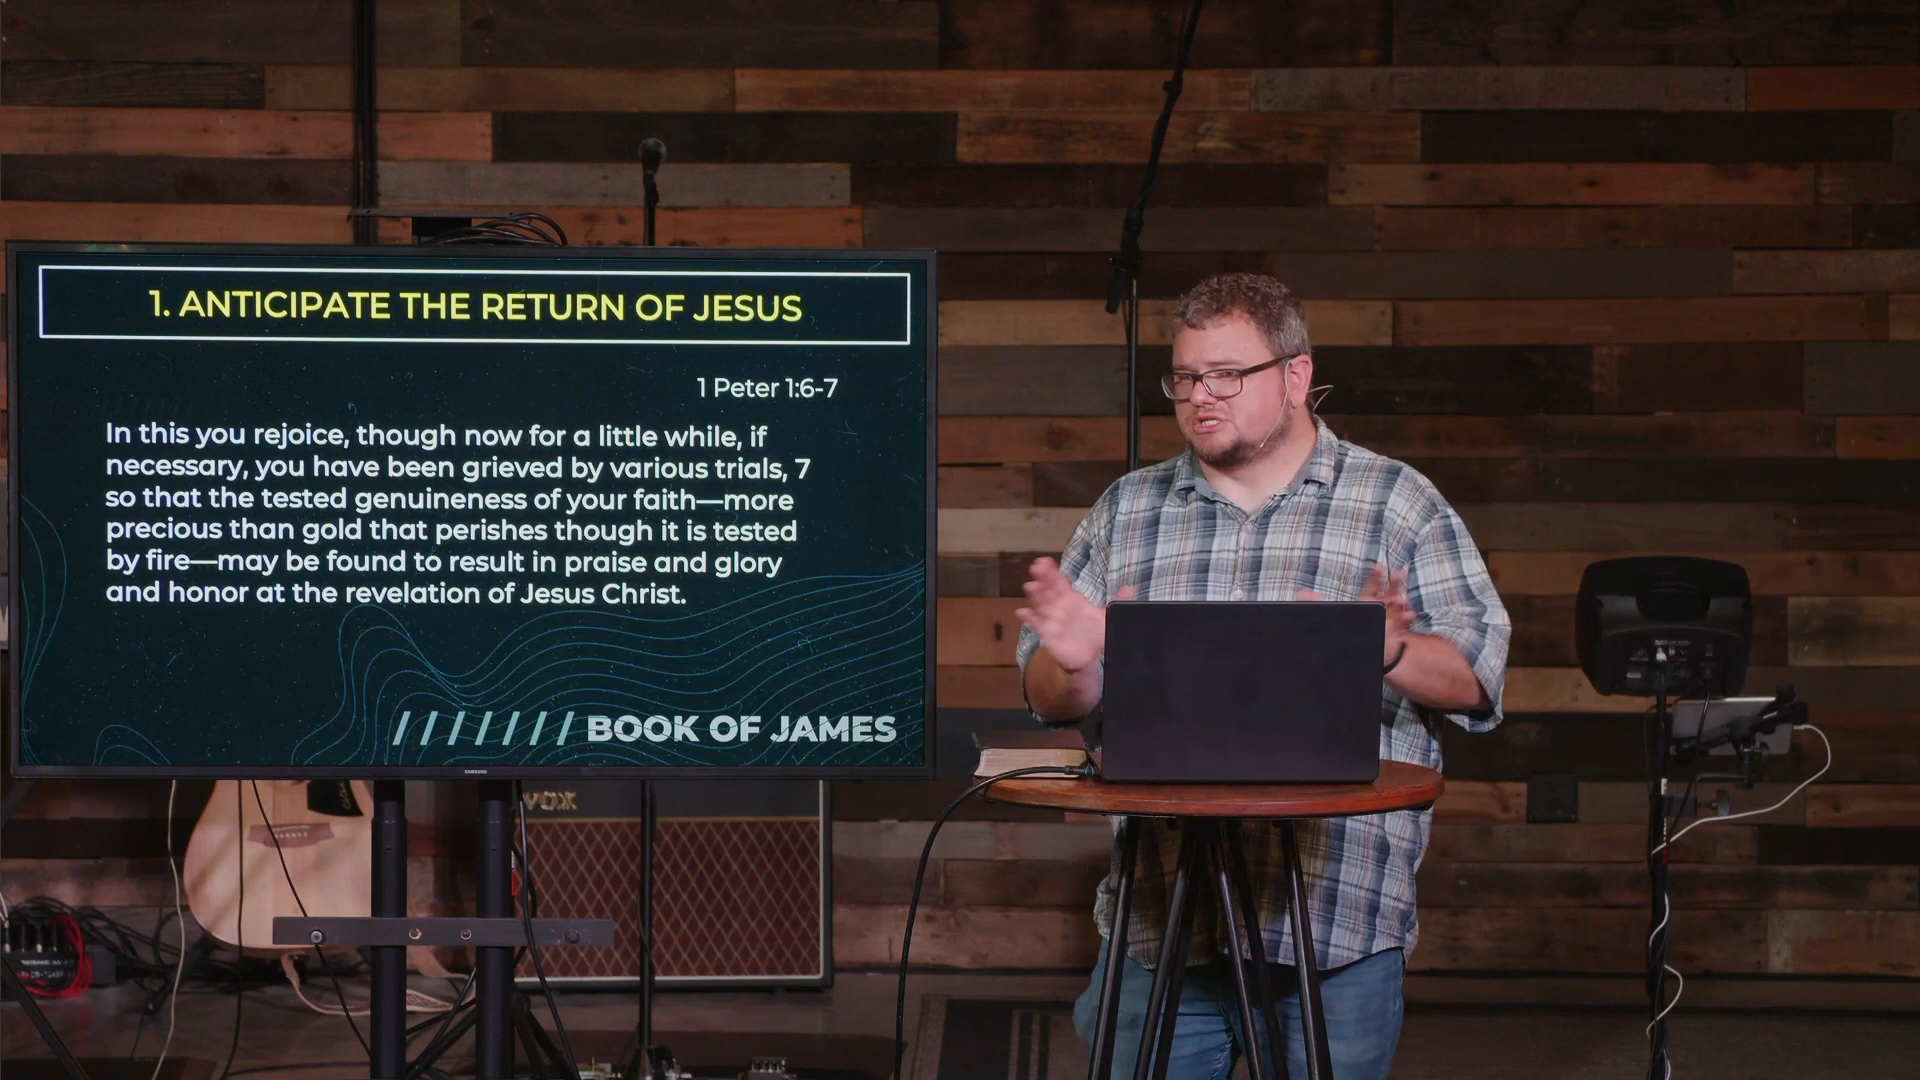 1. ANTICIPATE THE RETURN OF JESUS
1 Peter 1:6-7
In this you rejoice, though now for a little while, if
necessary, you have been grieved by various trials, 7
so that the tested genuineness of your faith—more
precious than gold that perishes though it is tested
by fire—may be found to result in praise and glory
and honor at the revelation of Jesus Christ.
/////// BOOK OF JAMES
SAMSUNG
VOX